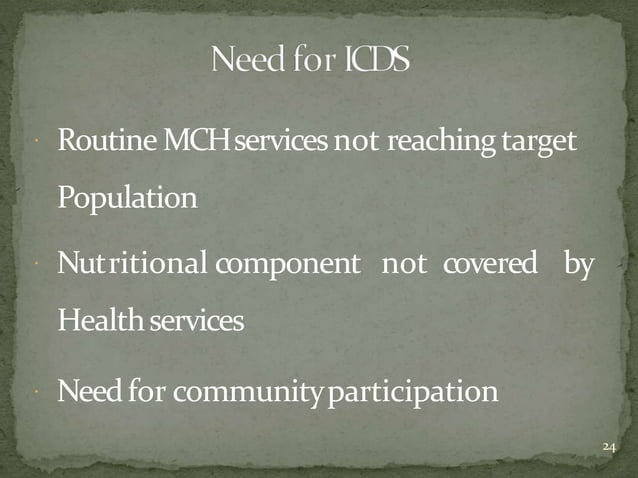 Need for ICDS
· Routine MCH services not reaching target
Population
· Nutritional component not covered by
Health services
· Need for community participation
24